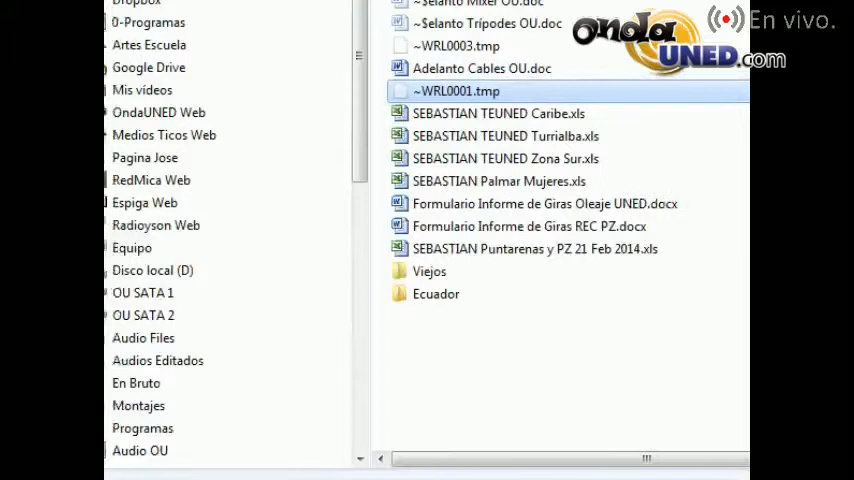 Dropbox
0-Programas
Artes Escuela
Google Drive
Mis vídeos
OndaUNED Web
Medios Ticos Web
Pagina Jose
RedMica Web
Espiga Web
Radioyson Web
Equipo
Disco local (D)
OU SATA 1
OU SATA 2
Audio Files
Audios Editados
En Bruto
Montajes
Programas
Audio OU
~$elanto Mixer OU.doc
~$elanto Trípodes OU.doc
~WRL0003.tmp
Adelanto Cables OU.doc
~WRL0001.tmp
SEBASTIAN TEUNED Caribe.xls
SEBASTIAN TEUNED Turrialba.xls
SEBASTIAN TEUNED Zona Sur.xls
SEBASTIAN Palmar Mujeres.xls
Formulario Informe de Giras Oleaje UNED.docx
Formulario Informe de Giras REC PZ.docx
SEBASTIAN Puntarenas y PZ 21 Feb 2014.xls
Viejos
Ecuador
onda
UNED.com
En vivo.